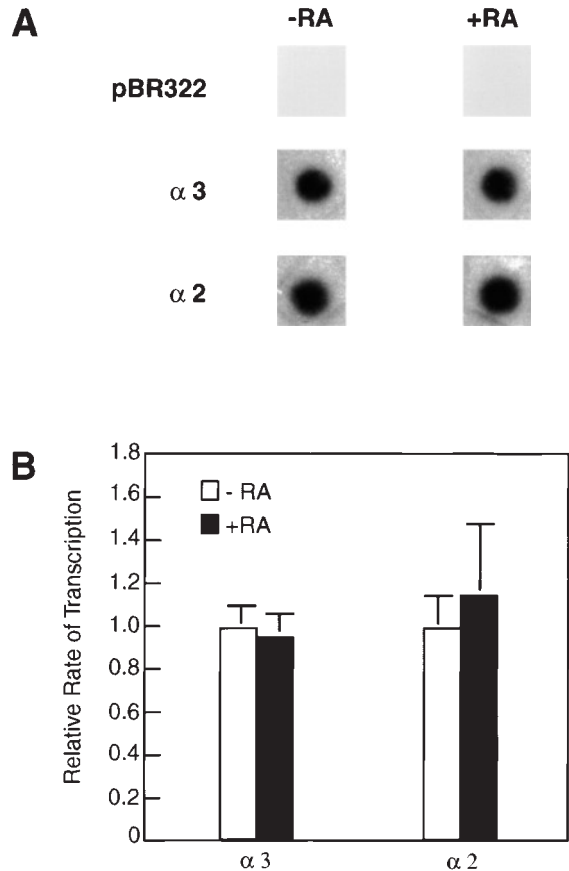 A
-RA +RA
pBR322
α 3
α 2
B
Relative Rate of Transcription
1.8
1.6
1.4
1.2
1.0
0.8
0.6
0.4
0.2
0
- RA
+RA
α 3 α 2